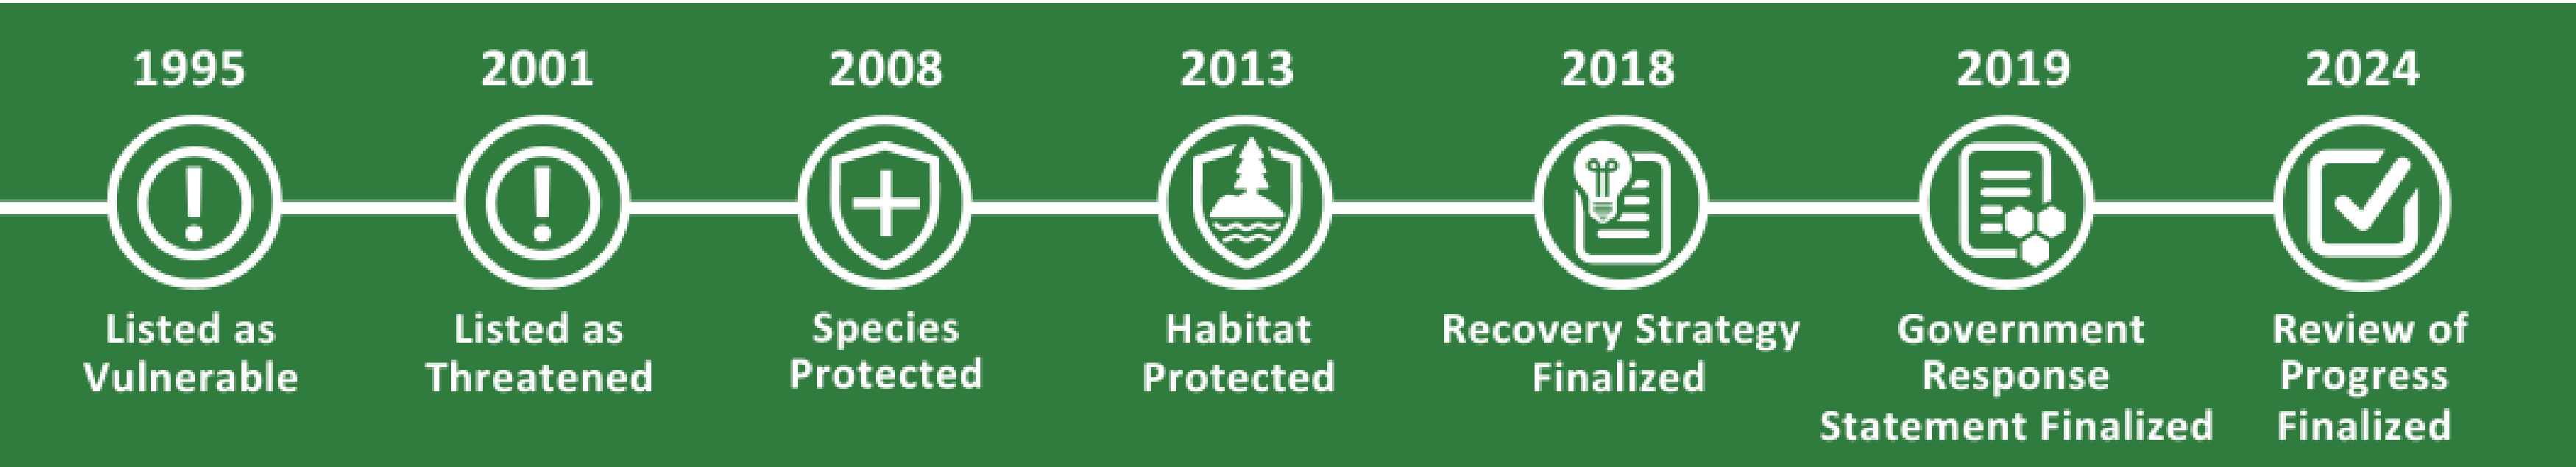 1995
Listed as
Vulnerable
2001
Listed as
Threatened
2008
Species
Protected
2013
Habitat
Protected
2018
Recovery Strategy
Finalized
2019
Government
Response
Statement Finalized
2024
Review of
Progress
Finalized